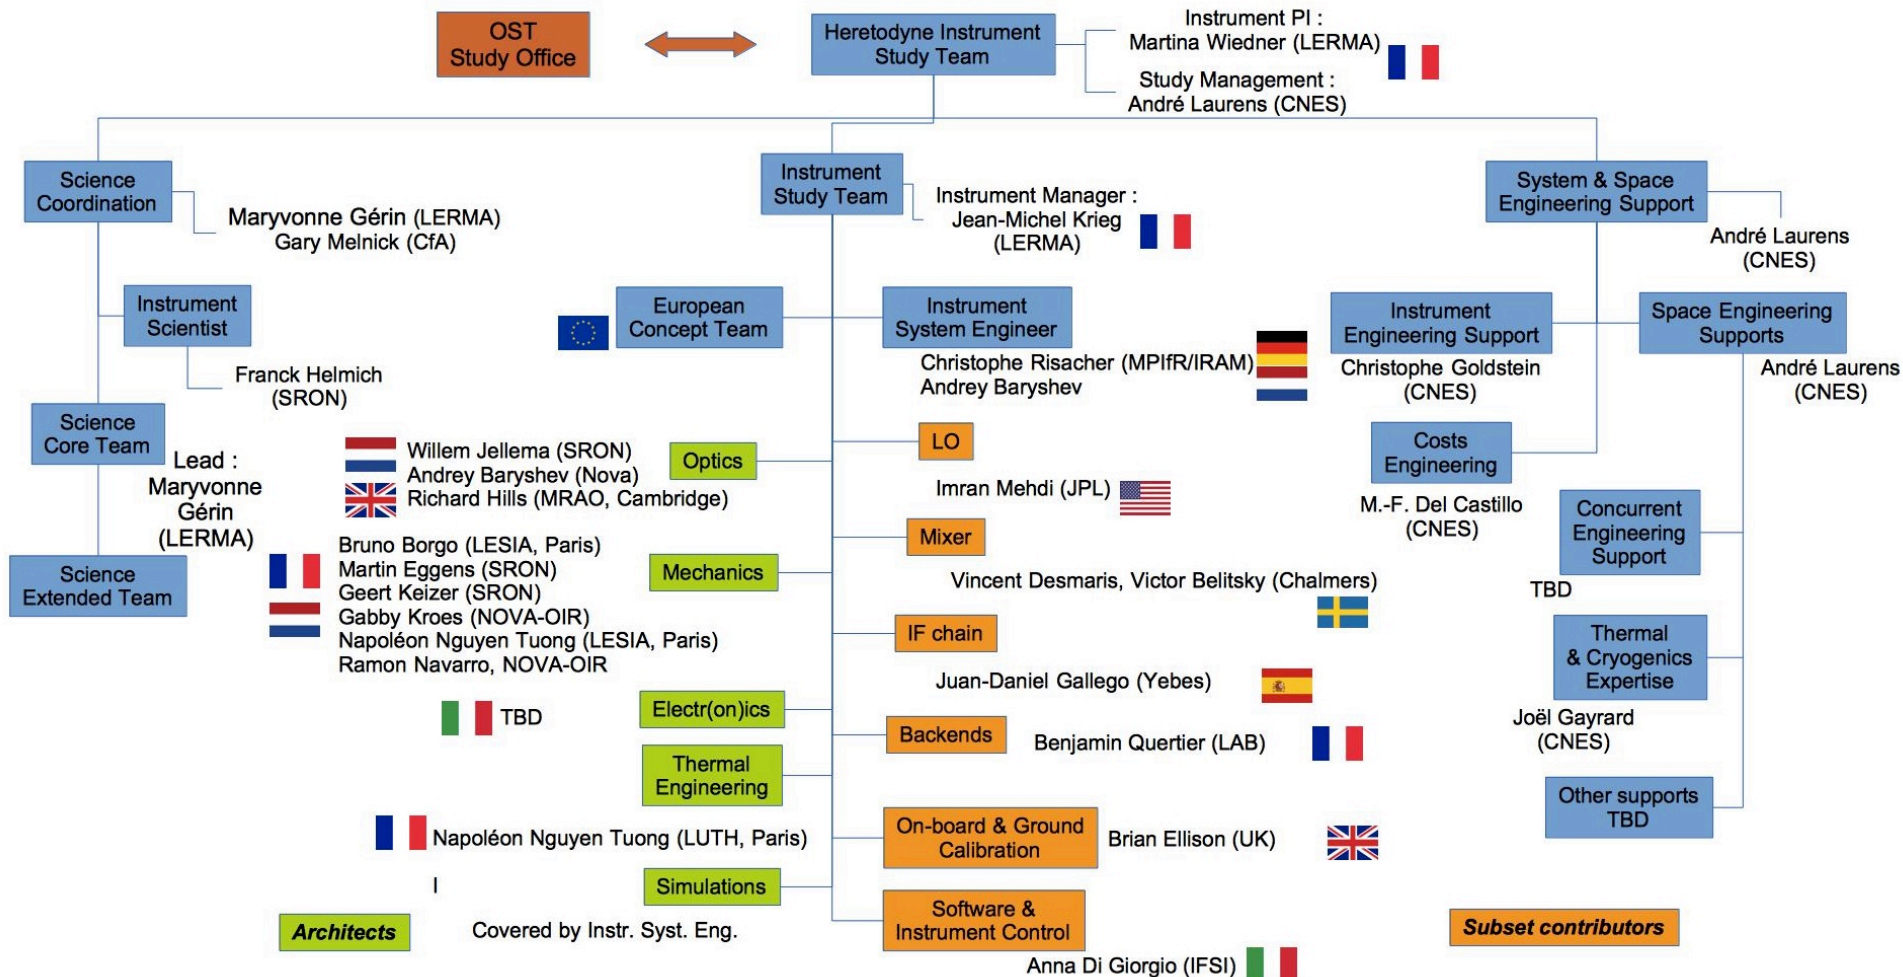 OST
Study Office
Heretodyne Instrument
Study Team
Instrument PI :
Martina Wiedner (LERMA)
Study Management :
André Laurens (CNES)
Science
Coordination
Maryvonne Gérin (LERMA)
Gary Melnick (CfA)
Instrument
Scientist
Franck Helmich
(SRON)
Science
Core Team
Lead :
Maryvonne
Gérin
(LERMA)
Science
Extended Team
Instrument
Study Team
Instrument Manager :
Jean-Michel Krieg
(LERMA)
European
Concept Team
Instrument
System Engineer
Christophe Risacher (MPIfR/IRAM)
Andrey Baryshev
Optics
Willem Jellema (SRON)
Andrey Baryshev (Nova)
Richard Hills (MRAO, Cambridge)
Mechanics
Bruno Borgo (LESIA, Paris)
Martin Eggens (SRON)
Geert Keizer (SRON)
Gabby Kroes (NOVA-OIR)
Napoléon Nguyen Tuong (LESIA, Paris)
Ramon Navarro, NOVA-OIR
Electr(on)ics
TBD
Thermal
Engineering
Napoléon Nguyen Tuong (LUTH, Paris)
I
Simulations
Covered by Instr. Syst. Eng.
Architects
LO
Imran Mehdi (JPL)
Mixer
Vincent Desmaris, Victor Belitsky (Chalmers)
IF chain
Juan-Daniel Gallego (Yebes)
Backends
Benjamin Quertier (LAB)
On-board & Ground
Calibration
Brian Ellison (UK)
Software &
Instrument Control
Anna Di Giorgio (IFSI)
System & Space
Engineering Support
André Laurens
(CNES)
Instrument
Engineering Support
Christophe Goldstein
(CNES)
Space Engineering
Supports
André Laurens
(CNES)
Costs
Engineering
M.-F. Del Castillo
(CNES)
Concurrent
Engineering
Support
TBD
Thermal
& Cryogenics
Expertise
Joël Gayrard
(CNES)
Other supports
TBD
Subset contributors